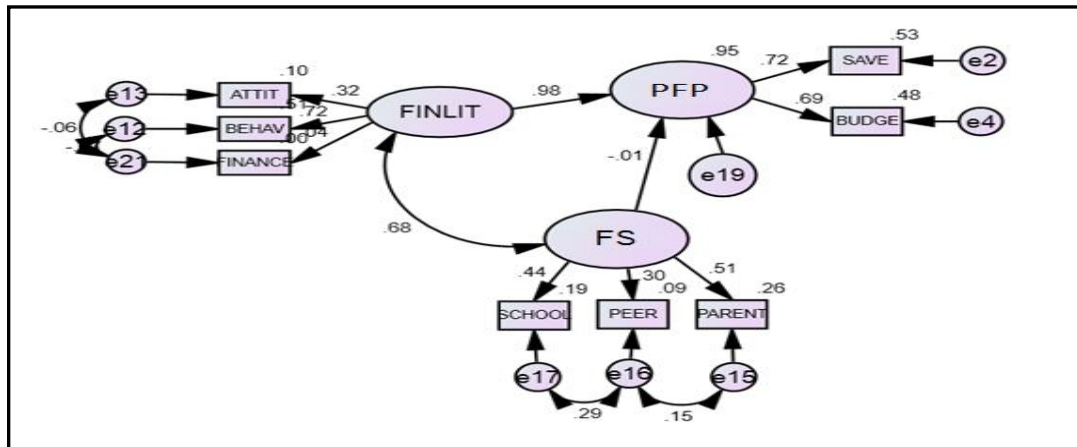 .95
.53
.72
SAVE
e2
.10
.32
e13
ATTIT
FINLIT
.98
PFP
.69
.48
BUDGE
e4
-.06
e12
BEHAV
.72
.04
.00
e21
FINANCE
-.01
e19
.68
FS
.44
.19
.30
.09
.51
.26
SCHOOL
PEER
PARENT
e17
e16
e15
.29
.15